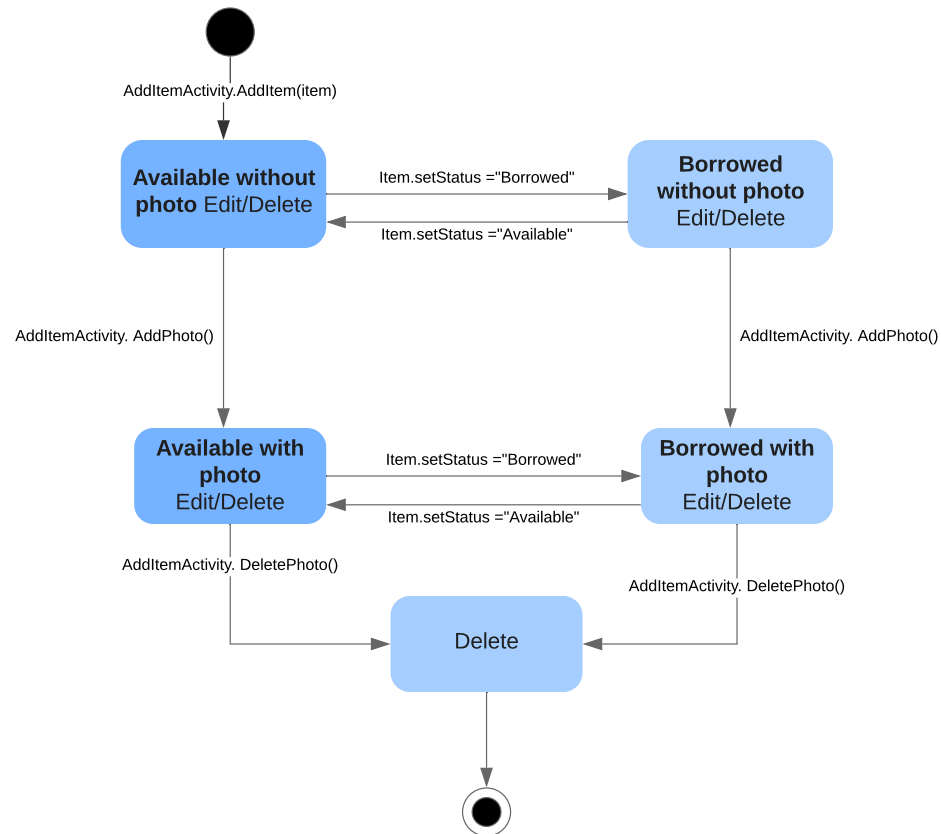 AddItemActivity.AddItem(item)
Available without
photo Edit/Delete
Item.setStatus ="Borrowed"
Item.setStatus ="Available"
Borrowed
without photo
Edit/Delete
AddItemActivity. AddPhoto()
AddItemActivity. AddPhoto()
Available with
photo
Edit/Delete
Item.setStatus ="Borrowed"
Item.setStatus ="Available"
Borrowed with
photo
Edit/Delete
AddItemActivity. DeletePhoto()
AddItemActivity. DeletePhoto()
Delete